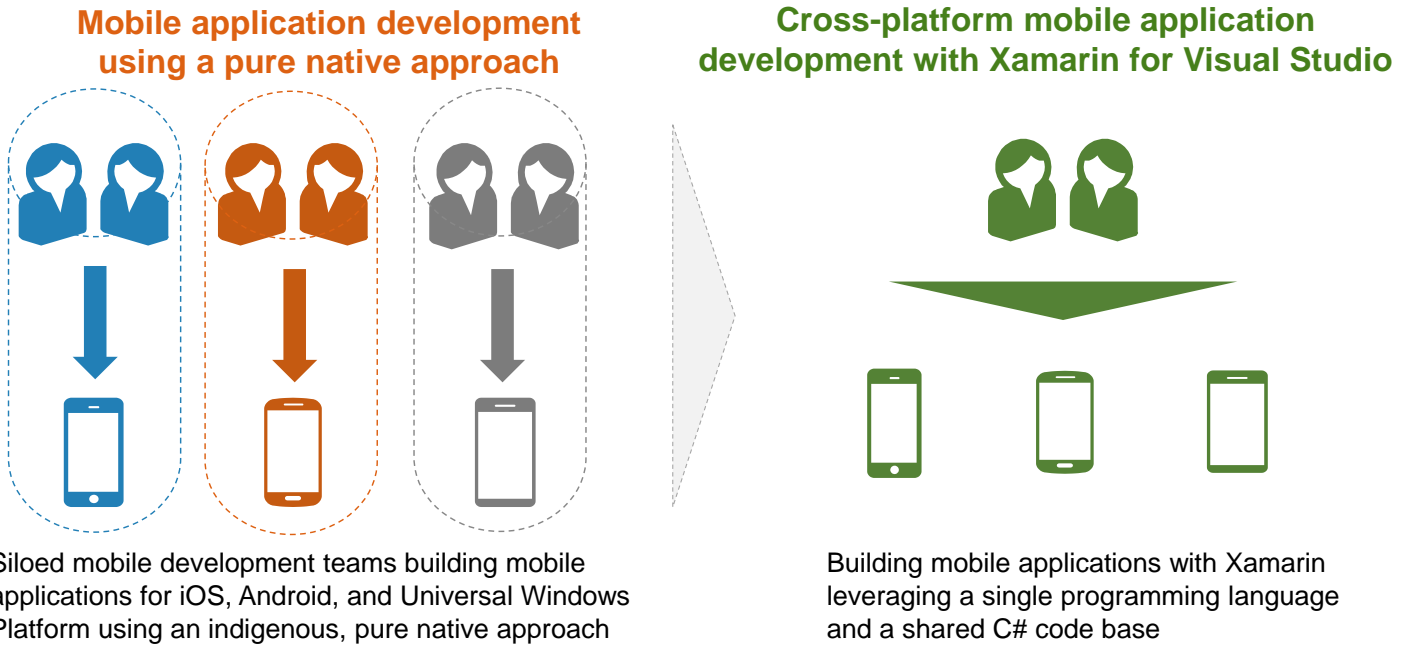 Mobile application development
using a pure native approach
Cross-platform mobile application
development with Xamarin for Visual Studio
Siloed mobile development teams building mobile
applications for iOS, Android, and Universal Windows
Platform using an indigenous, pure native approach
Building mobile applications with Xamarin
leveraging a single programming language
and a shared C# code base